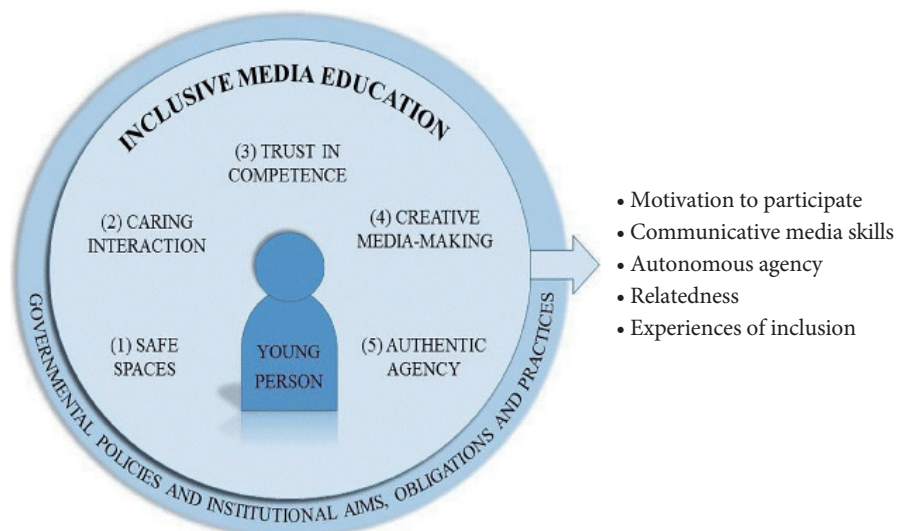 INCLUSIVE MEDIA EDUCATION
(1) SAFE
SPACES
(2) CARING
INTERACTION
(3) TRUST IN
COMPETENCE
(4) CREATIVE
MEDIA-MAKING
(5) AUTHENTIC
AGENCY
YOUNG
PERSON
GOVERNMENTAL POLICIES AND INSTITUTIONAL AIMS, OBLIGATIONS AND PRACTICES
• Motivation to participate
• Communicative media skills
• Autonomous agency
• Relatedness
• Experiences of inclusion